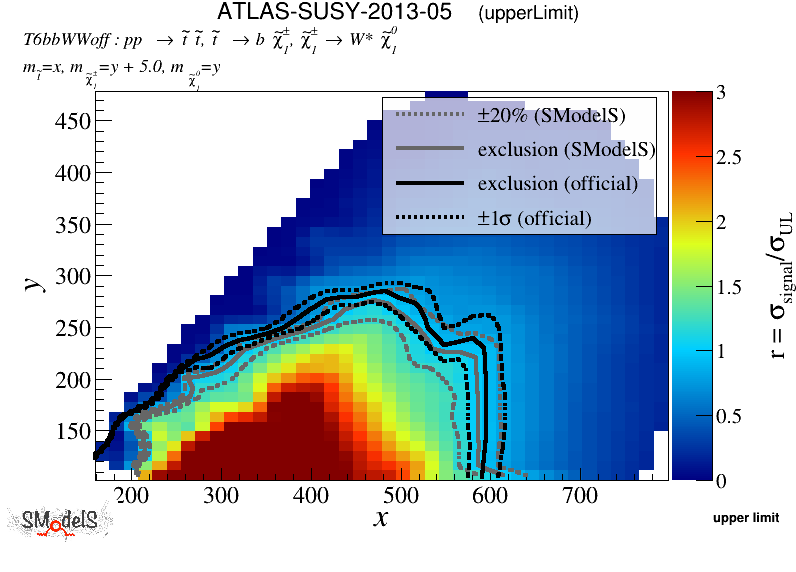 ATLAS-SUSY-2013-05 (upperLimit)
T6bbWWoff : pp → t̃ t̃, t̃ → b χ̃₁±, χ̃₁± → W* χ̃₁⁰
m_t̃=x, m_χ̃₁±=y + 5.0, m_χ̃₁⁰=y
±20% (SModelS)
exclusion (SModelS)
exclusion (official)
±1σ (official)
y
450
400
350
300
250
200
150
200 300 400 500 600 700
x
3
2.5
2
1.5
1
0.5
0
r = σ_signal/σ_UL
SModelS
upper limit